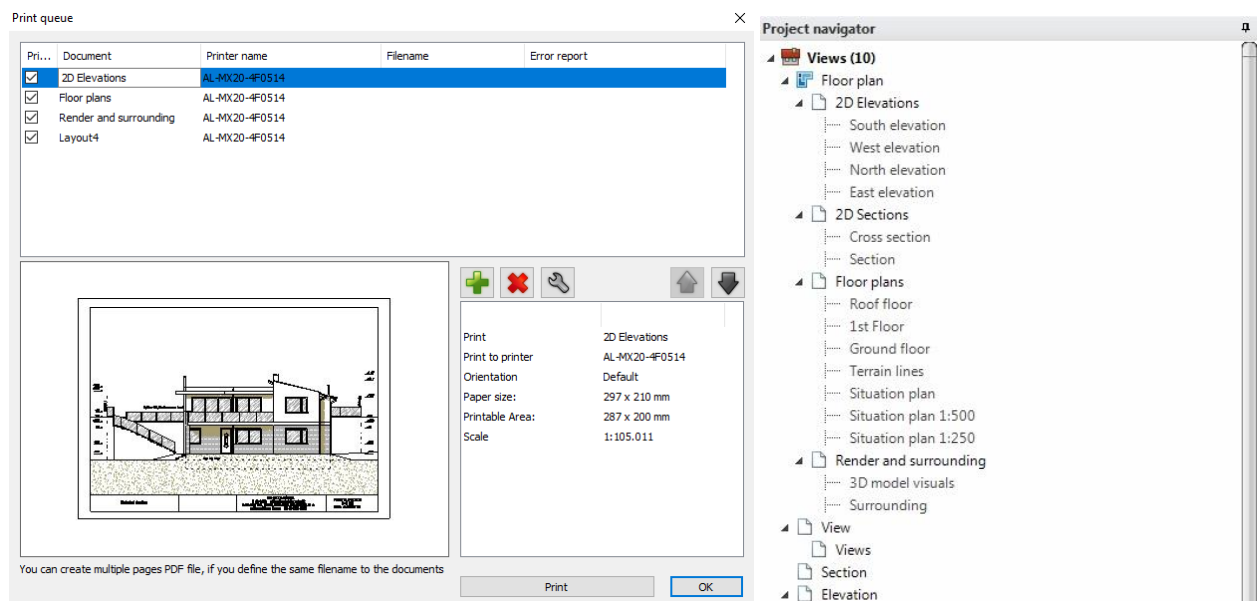 Print queue
Pri... Document Printer name Filename Error report
2D Elevations AL-MX20-4F0514
Floor plans AL-MX20-4F0514
Render and surrounding AL-MX20-4F0514
Layout4 AL-MX20-4F0514
Print 2D Elevations
Print to printer AL-MX20-4F0514
Orientation Default
Paper size: 297 x 210 mm
Printable Area: 287 x 200 mm
Scale 1:105.011
You can create multiple pages PDF file, if you define the same filename to the documents
Print OK
Project navigator
Views (10)
Floor plan
2D Elevations
South elevation
West elevation
North elevation
East elevation
2D Sections
Cross section
Section
Floor plans
Roof floor
1st Floor
Ground floor
Terrain lines
Situation plan
Situation plan 1:500
Situation plan 1:250
Render and surrounding
3D model visuals
Surrounding
View
Views
Section
Elevation